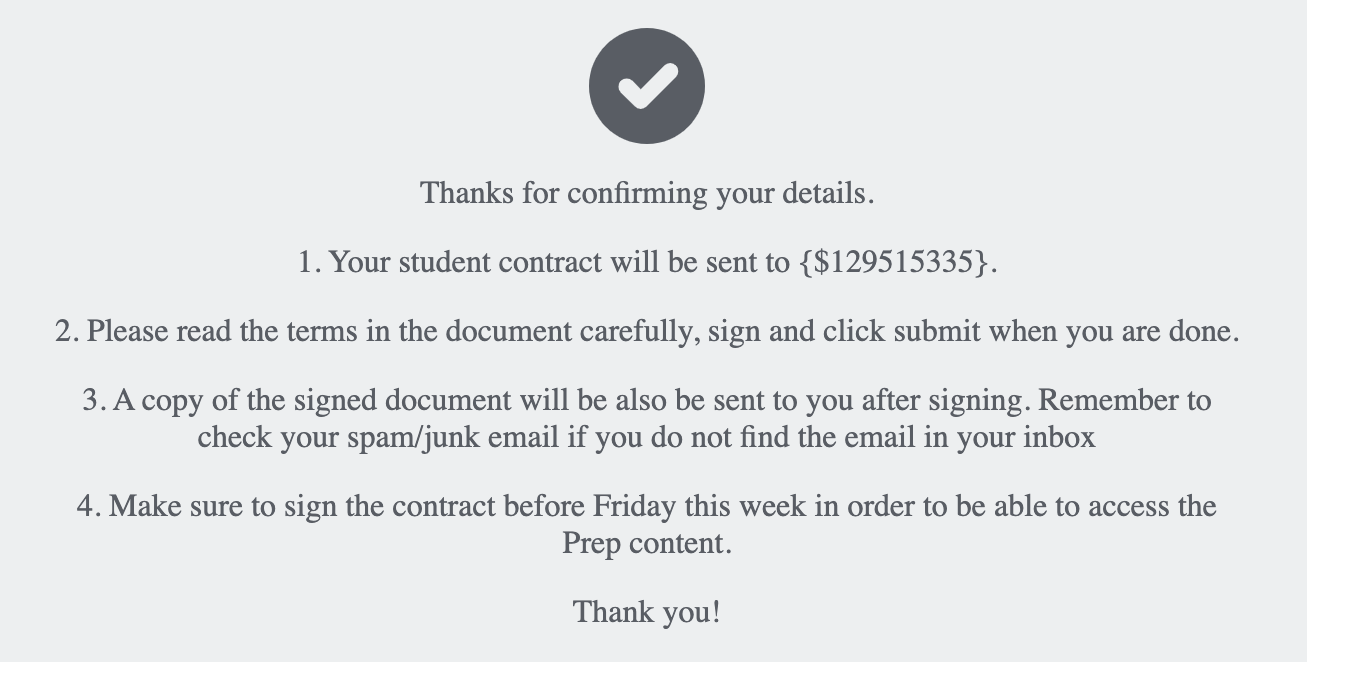 Thanks for confirming your details.
1. Your student contract will be sent to {$129515335}.
2. Please read the terms in the document carefully, sign and click submit when you are done.
3. A copy of the signed document will be also be sent to you after signing. Remember to
check your spam/junk email if you do not find the email in your inbox
4. Make sure to sign the contract before Friday this week in order to be able to access the
Prep content.
Thank you!